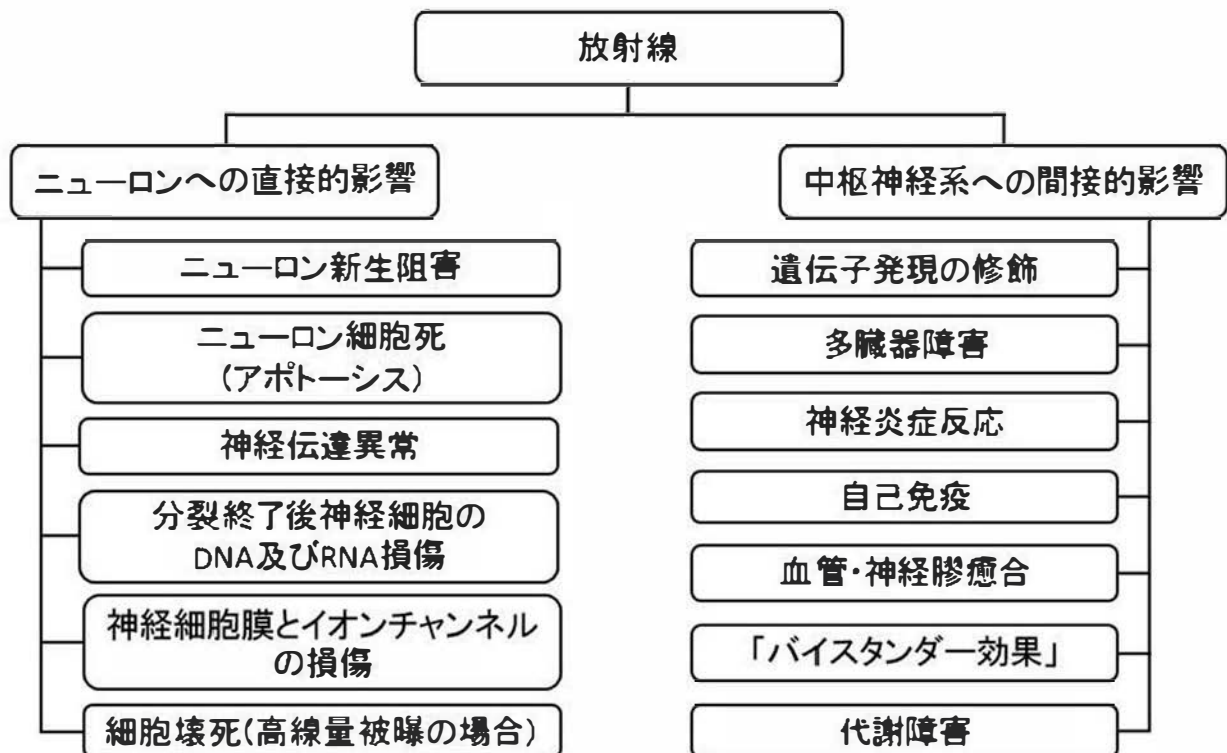 放射線
ニューロンへの直接的影響
ニューロン新生阻害
ニューロン細胞死
(アポトーシス)
神経伝達異常
分裂終了後神経細胞の
DNA及びRNA損傷
神経細胞膜とイオンチャンネル
の損傷
細胞壊死(高線量被曝の場合)
中枢神経系への間接的影響
遺伝子発現の修飾
多臓器障害
神経炎症反応
自己免疫
血管・神経膠癒合
「バイスタンダー効果」
代謝障害